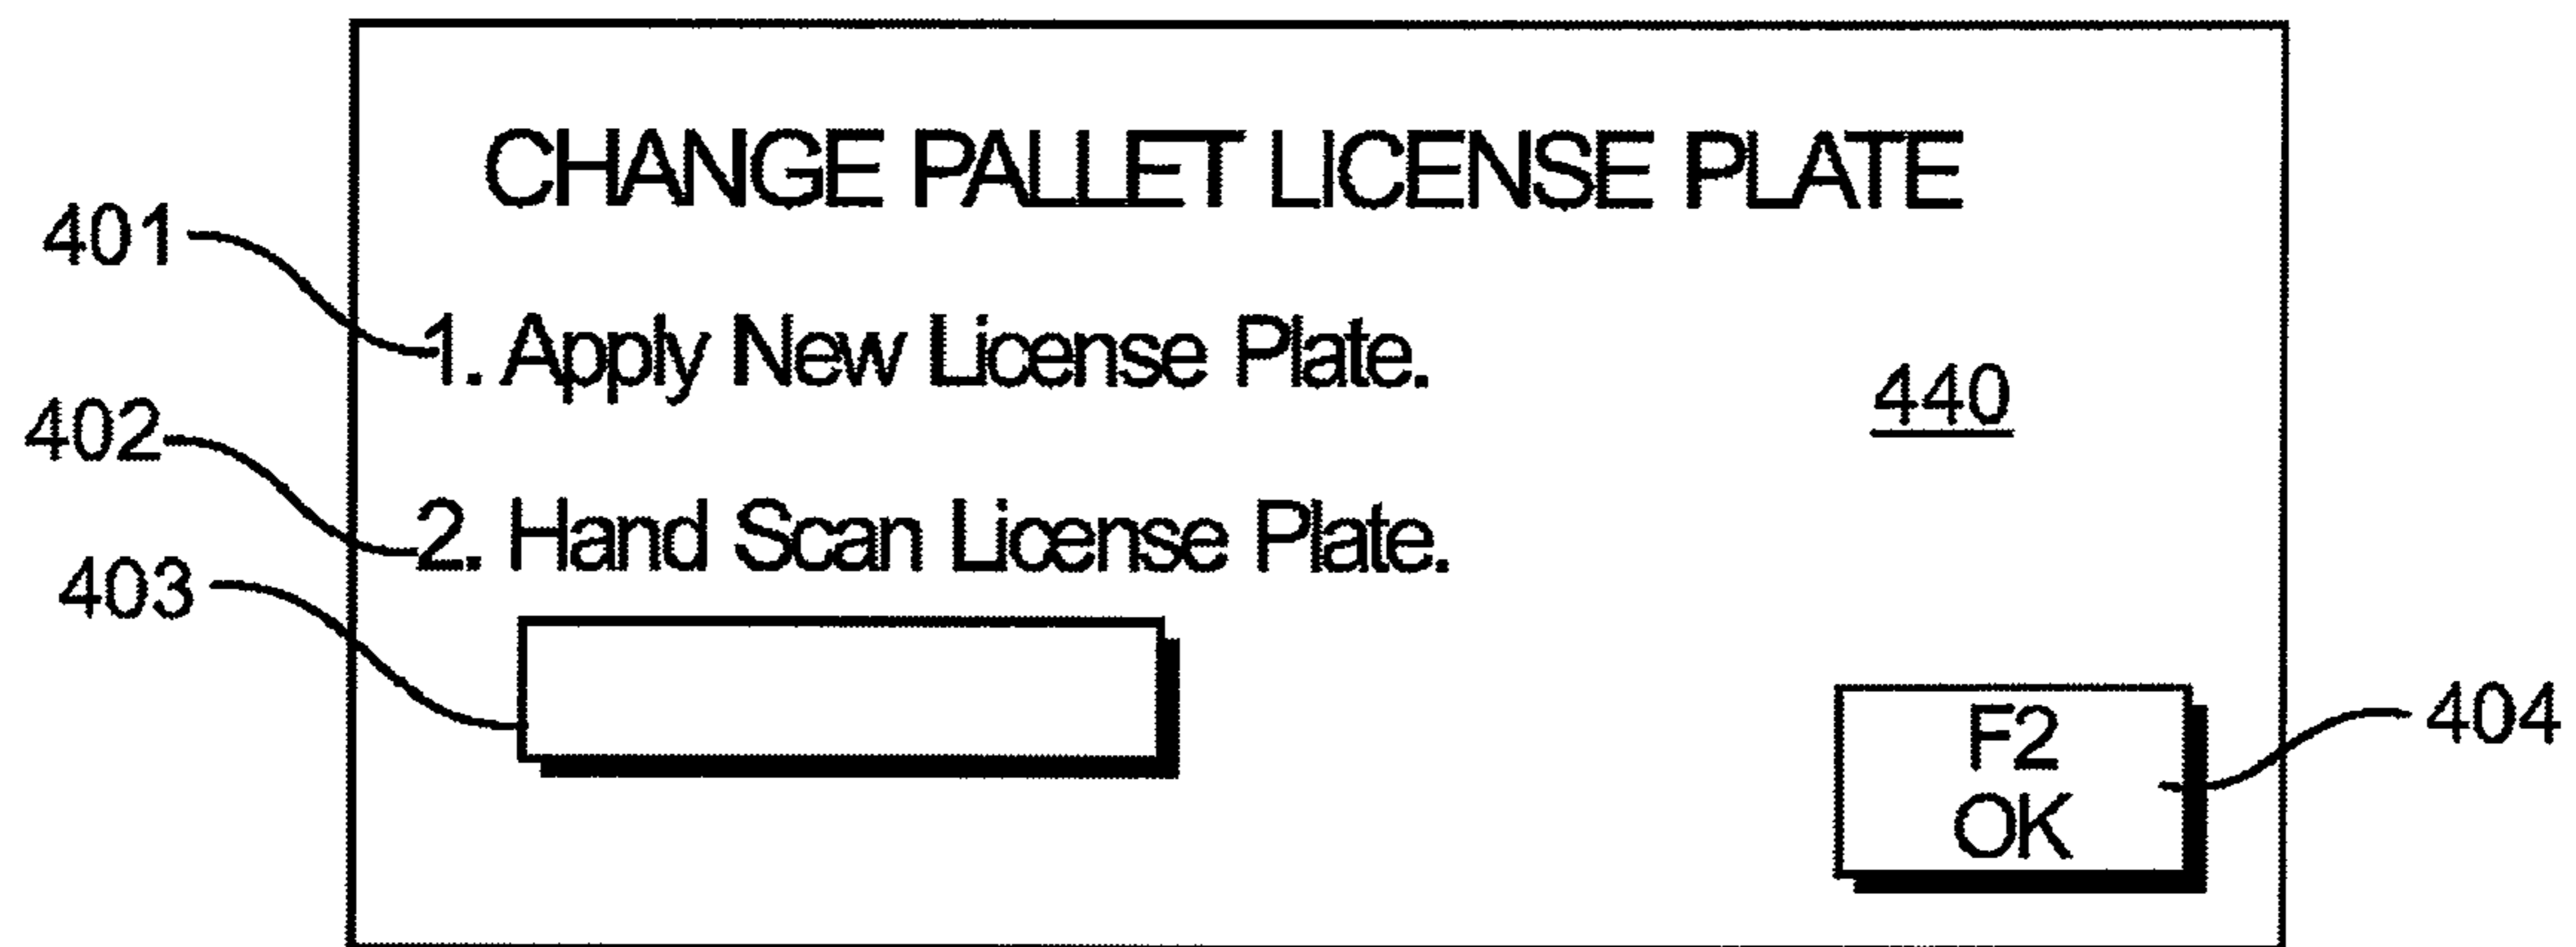 CHANGE PALLET LICENSE PLATE
401
1. Apply New License Plate.
440
402
2. Hand Scan License Plate.
403
F2
OK
404